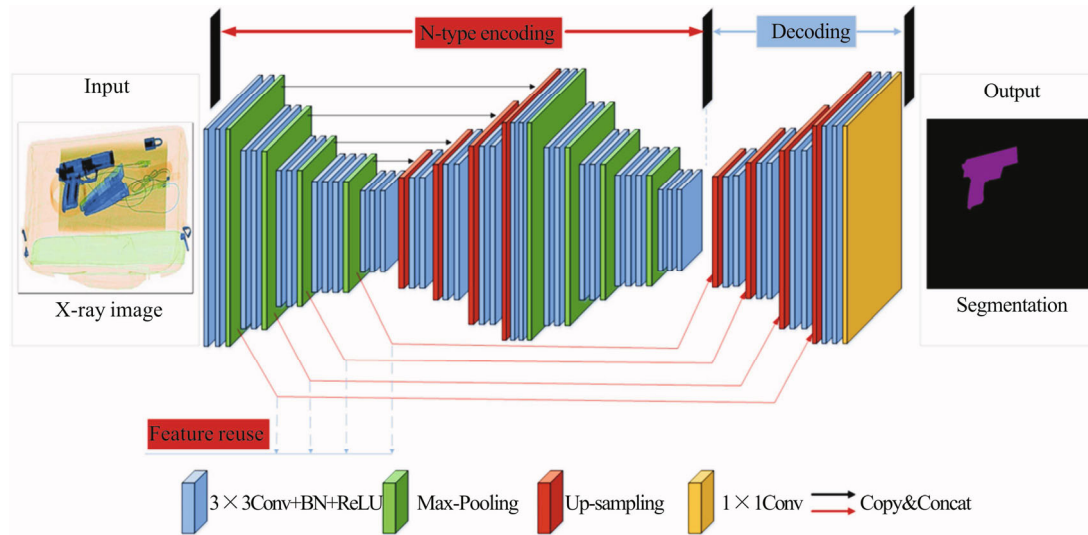 N-type encoding
Decoding
Input
Output
X-ray image
Segmentation
Feature reuse
3×3Conv+BN+ReLU
Max-Pooling
Up-sampling
1×1Conv
Copy&Concat